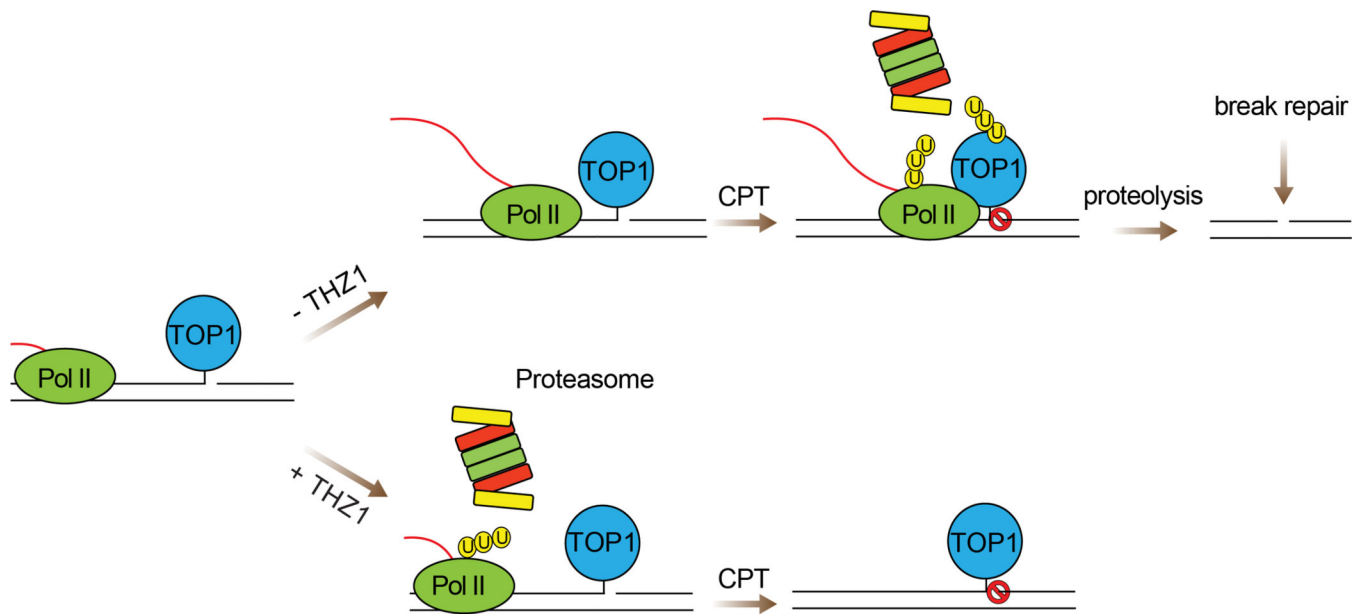 break repair
U
U
U
TOP1
TOP1
U
U
U
CPT
proteolysis
Pol II
Pol II
- THZ1
TOP1
Pol II
Proteasome
+ THZ1
U U U
TOP1
TOP1
CPT
Pol II